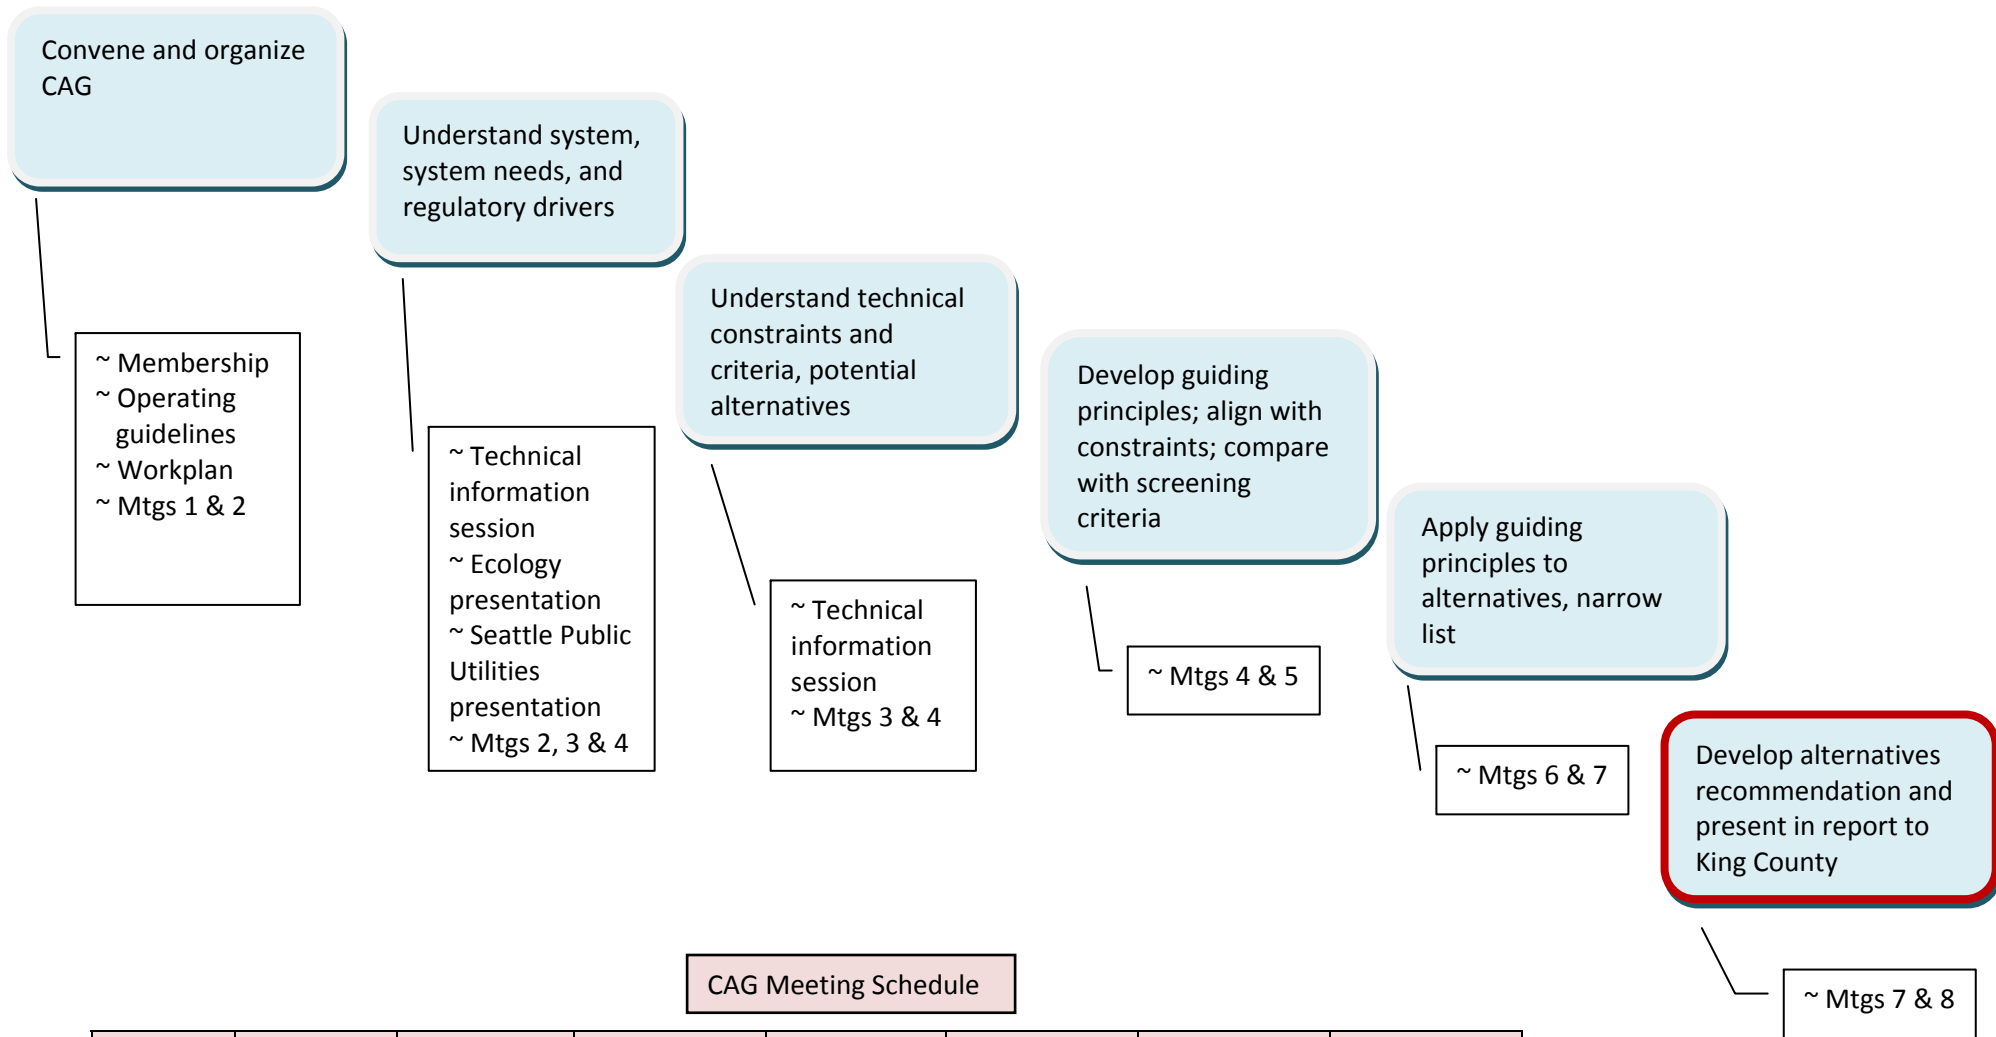 Convene and organize
CAG
~ Membership
~ Operating
guidelines
~ Workplan
~ Mtgs 1 & 2
Understand system,
system needs, and
regulatory drivers
~ Technical
information
session
~ Ecology
presentation
~ Seattle Public
Utilities
presentation
~ Mtgs 2, 3 & 4
Understand technical
constraints and
criteria, potential
alternatives
~ Technical
information
session
~ Mtgs 3 & 4
Develop guiding
principles; align with
constraints; compare
with screening
criteria
~ Mtgs 4 & 5
Apply guiding
principles to
alternatives, narrow
list
~ Mtgs 6 & 7
Develop alternatives
recommendation and
present in report to
King County
~ Mtgs 7 & 8
CAG Meeting Schedule